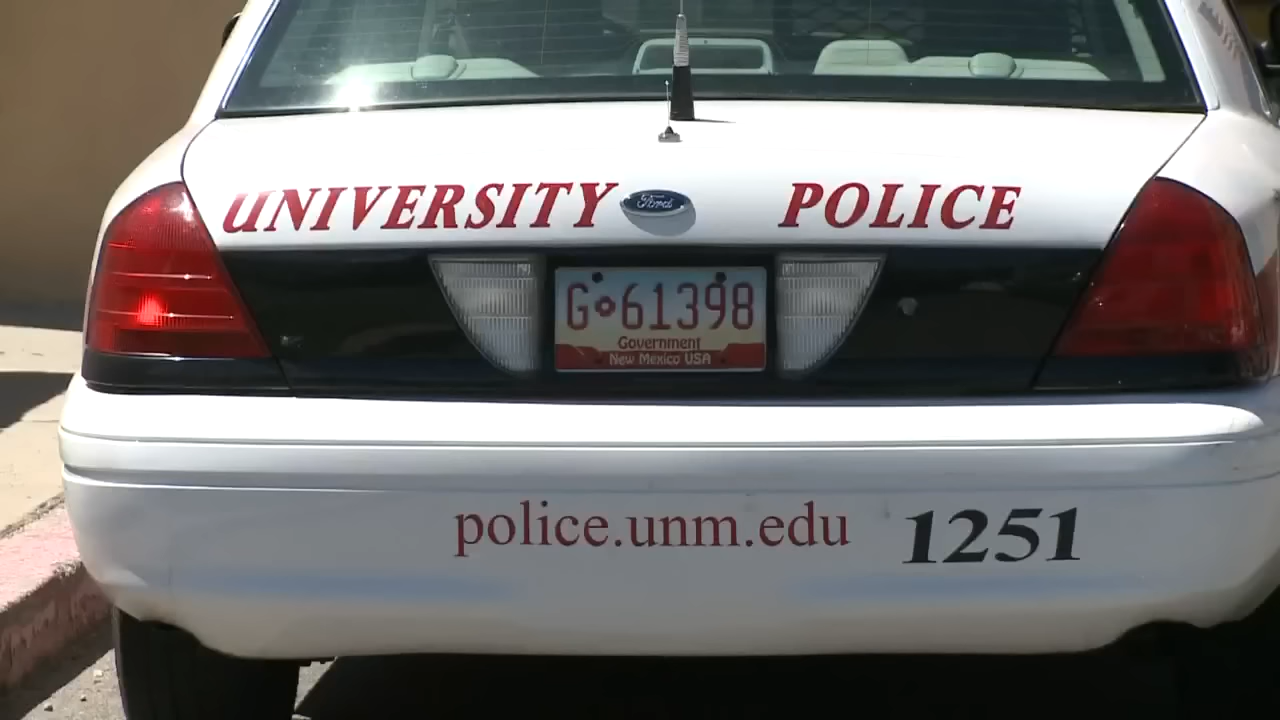 UNIVERSITY Ford POLICE
G 61398
Government
New Mexico USA
police.unm.edu 1251